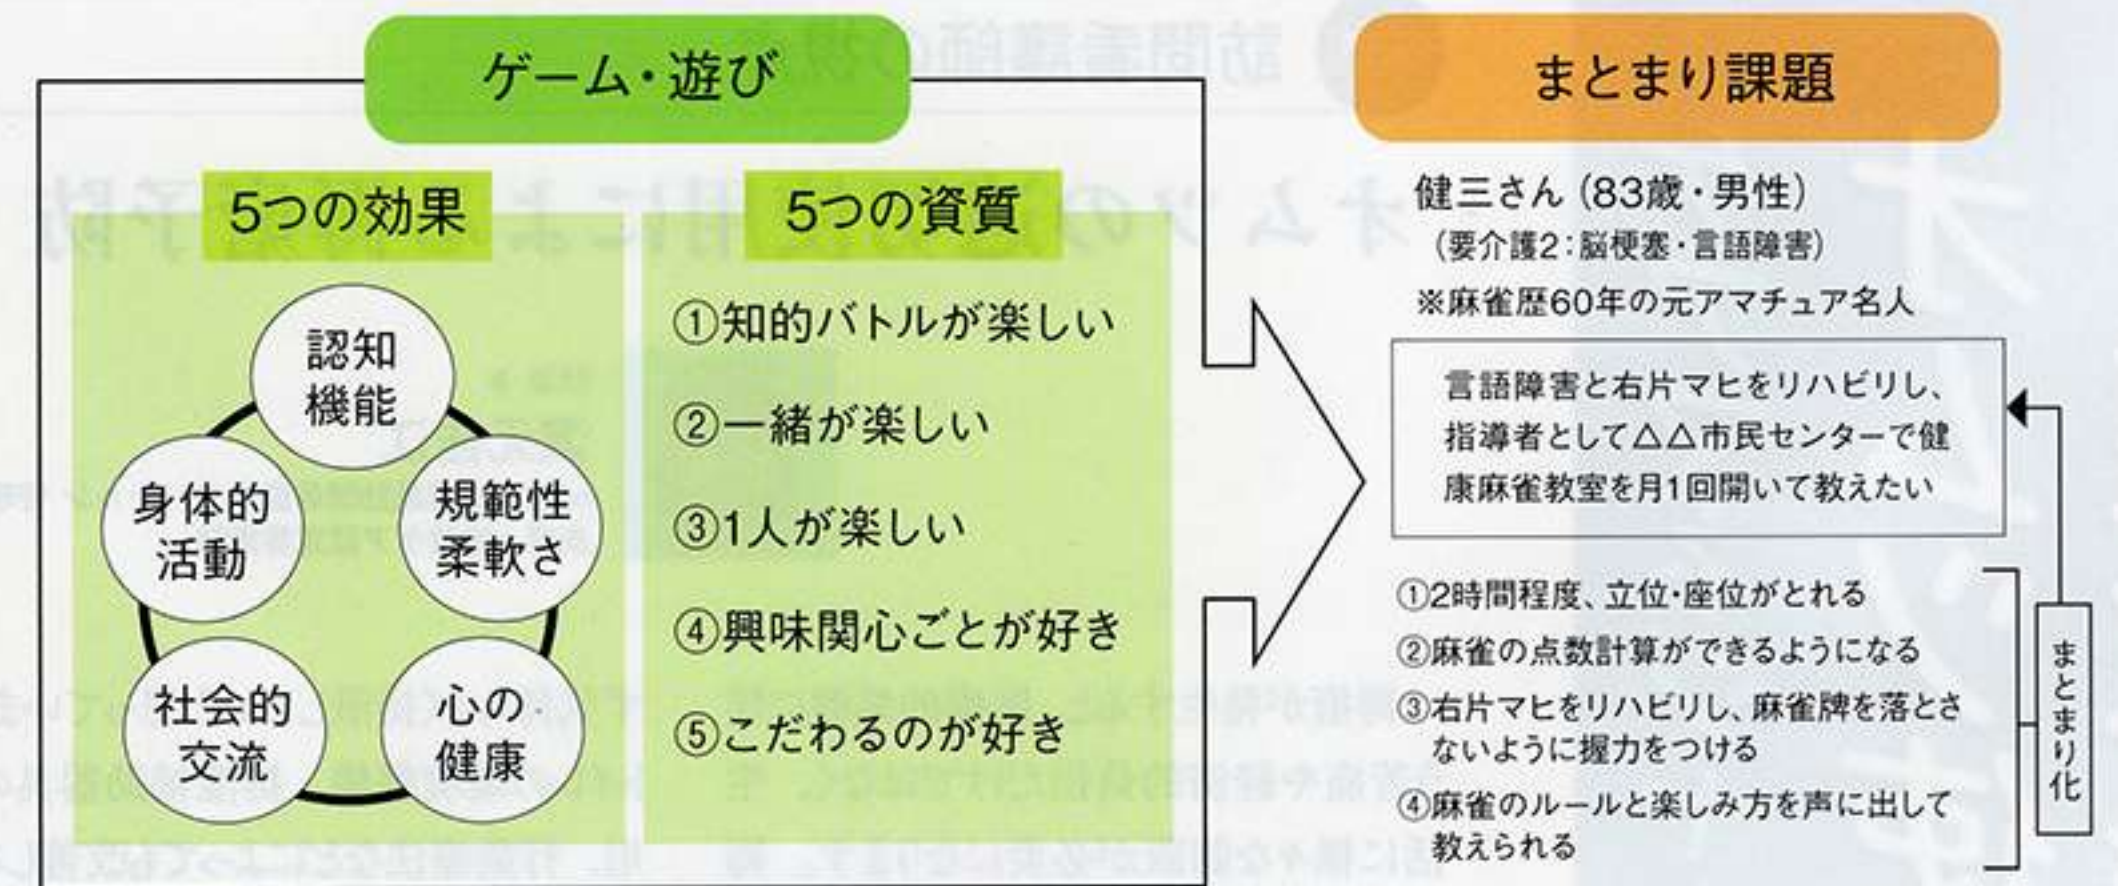 ゲーム・遊び
5つの効果
認知
機能
身体的
活動
規範性
柔軟さ
社会的
交流
心の
健康
5つの資質
①知的バトルが楽しい
②一緒が楽しい
③1人が楽しい
④興味関心ごとが好き
⑤こだわるのが好き
まとまり課題
健三さん(83歳・男性)
(要介護2:脳梗塞・言語障害)
※麻雀歴60年の元アマチュア名人
言語障害と右片マヒをリハビリし、
指導者として△△市民センターで健
康麻雀教室を月1回開いて教えたい
①2時間程度、立位・座位がとれる
②麻雀の点数計算ができるようになる
③右片マヒをリハビリし、麻雀牌を落とさ
ないように握力をつける
④麻雀のルールと楽しみ方を声に出して
教えられる
まとまり化